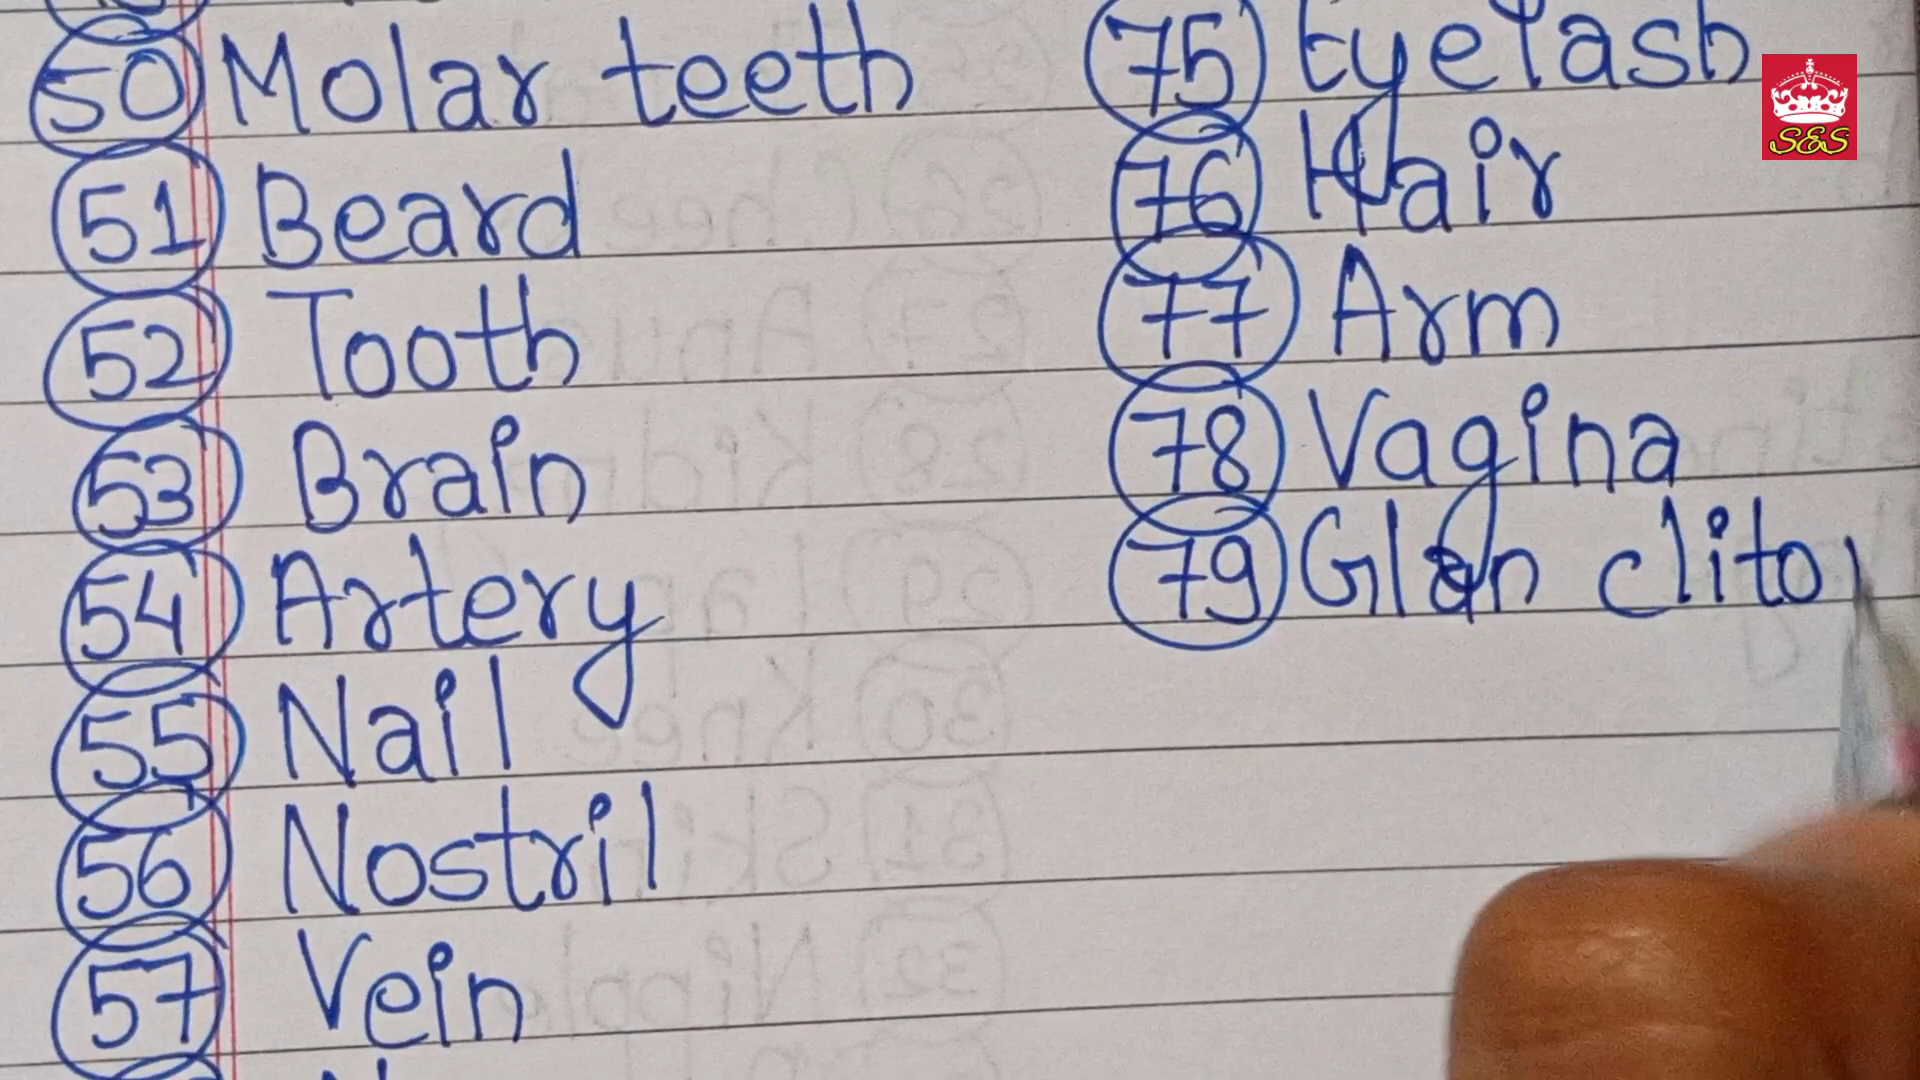 50 Molar teeth
51 Beard
52 Tooth
53 Brain
54 Artery
55 Nail
56 Nostril
57 Vein
75 Eyelash
76 Hair
77 Arm
78 Vagina
79 Glan clitor
S&S